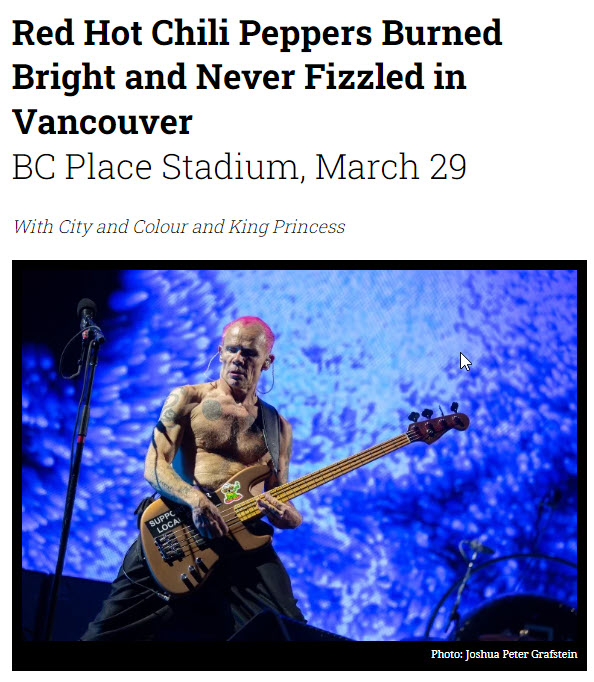 Red Hot Chili Peppers Burned
Bright and Never Fizzled in
Vancouver
BC Place Stadium, March 29
With City and Colour and King Princess
SUPPO
LOCA
Photo: Joshua Peter Grafstein